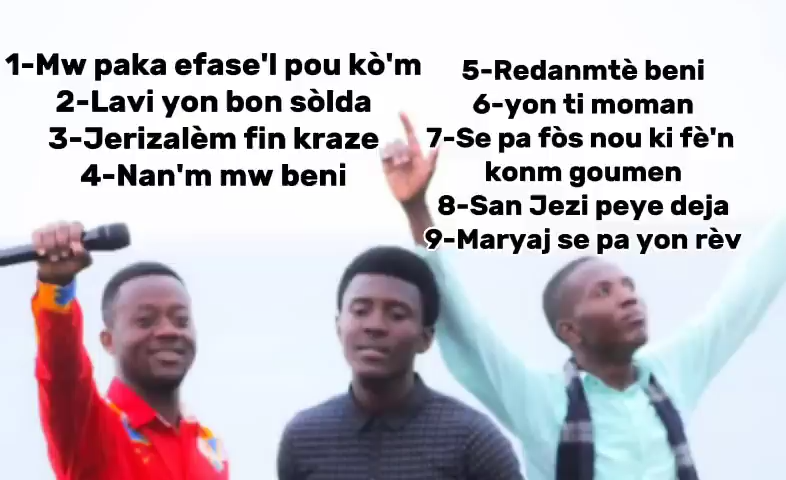 1-Mw paka efase'l pou kò'm
2-Lavi yon bon sòlda
3-Jerizalèm fin kraze
4-Nan'm mw beni
5-Redanmtè beni
6-yon ti moman
7-Se pa fòs nou ki fè'n
konm goumen
8-San Jezi peye deja
9-Maryaj se pa yon rèv